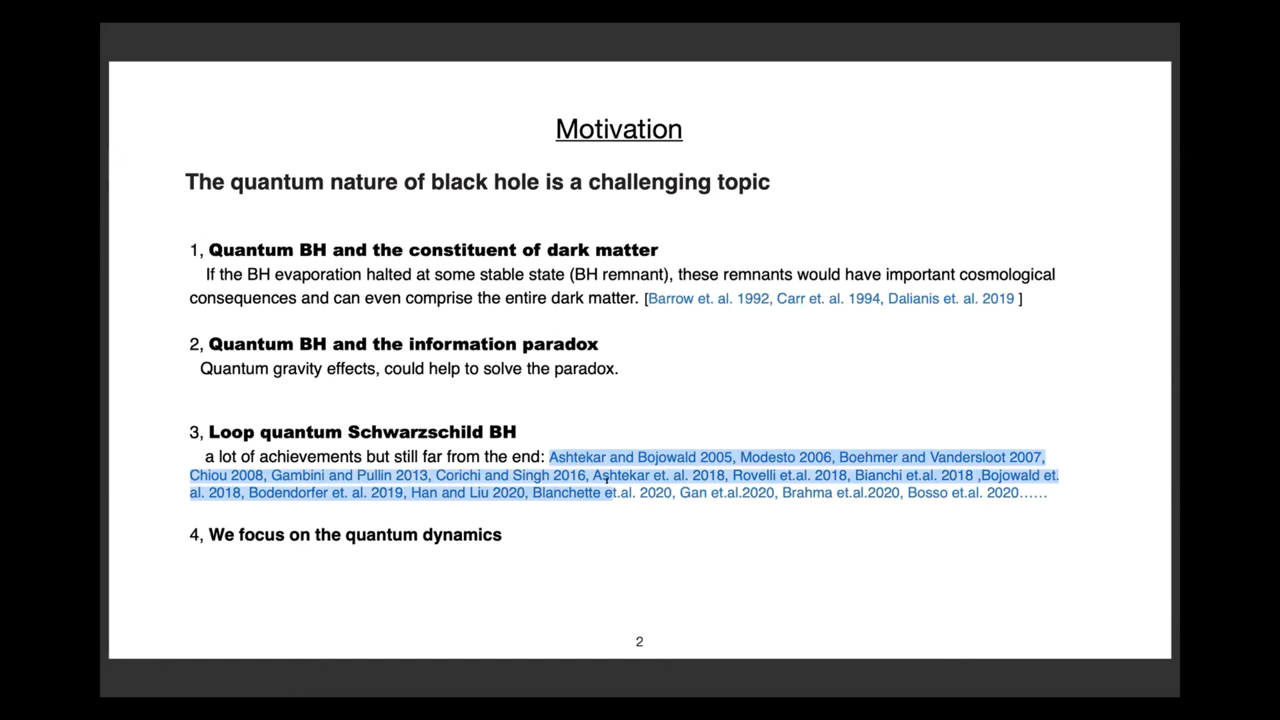 Motivation
The quantum nature of black hole is a challenging topic
1, Quantum BH and the constituent of dark matter
If the BH evaporation halted at some stable state (BH remnant), these remnants would have important cosmological
consequences and can even comprise the entire dark matter. [Barrow et. al. 1992, Carr et. al. 1994, Dalianis et. al. 2019 ]
2, Quantum BH and the information paradox
Quantum gravity effects, could help to solve the paradox.
3, Loop quantum Schwarzschild BH
a lot of achievements but still far from the end: Ashtekar and Bojowald 2005, Modesto 2006, Boehmer and Vandersloot 2007,
Chiou 2008, Gambini and Pullin 2013, Corichi and Singh 2016, Ashtekar et. al. 2018, Rovelli et.al. 2018, Bianchi et.al. 2018 ,Bojowald et.
al. 2018, Bodendorfer et. al. 2019, Han and Liu 2020, Blanchette et.al. 2020, Gan et.al.2020, Brahma et.al.2020, Bosso et.al. 2020……
4, We focus on the quantum dynamics
2